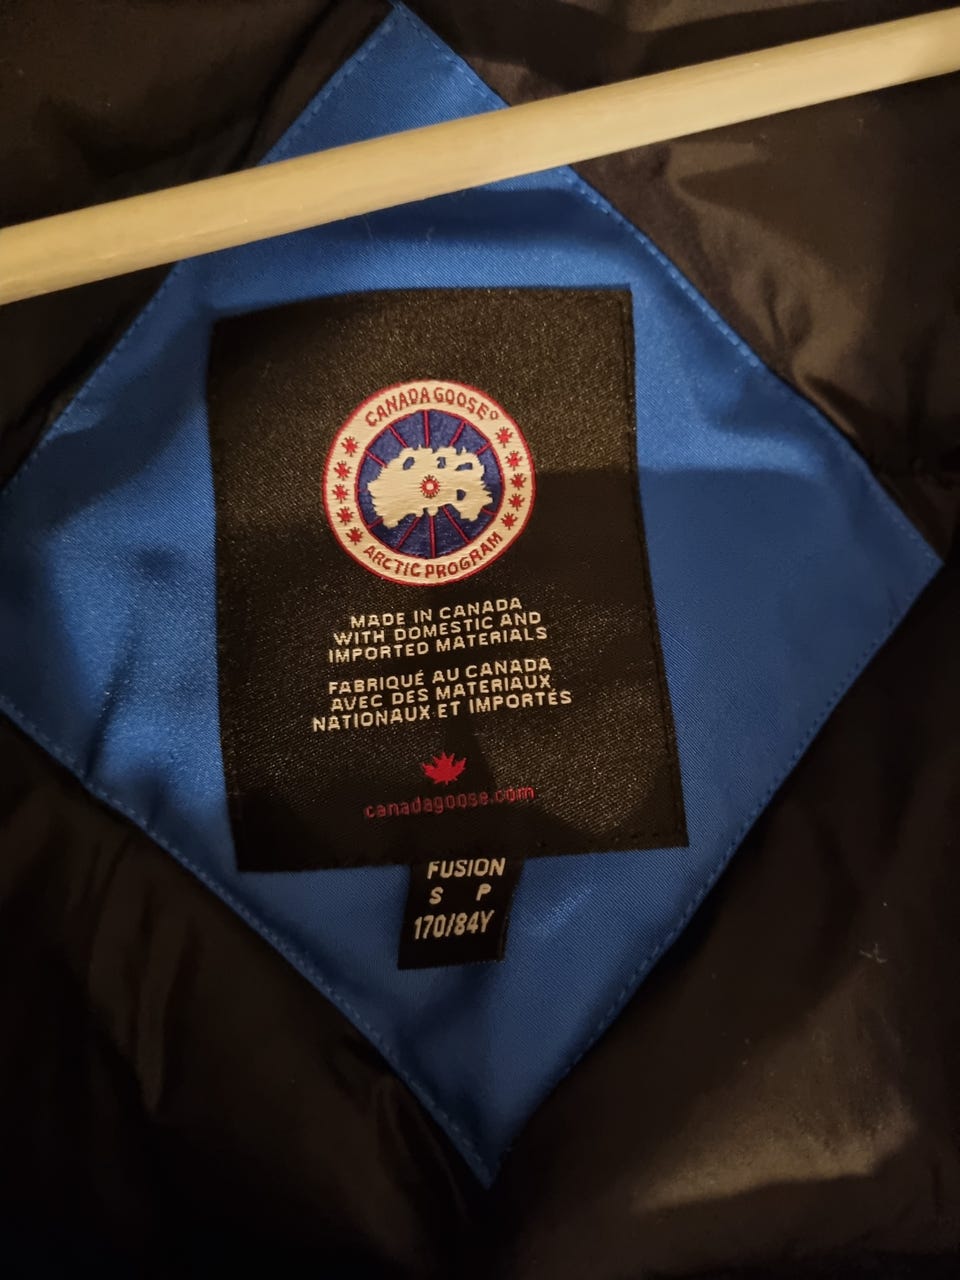 CANADA GOOSE®
ARCTIC PROGRAM
MADE IN CANADA
WITH DOMESTIC AND
IMPORTED MATERIALS
FABRIQUÉ AU CANADA
AVEC DES MATERIAUX
NATIONAUX ET IMPORTÉS
canadagoose.com
FUSION
S P
170/84Y